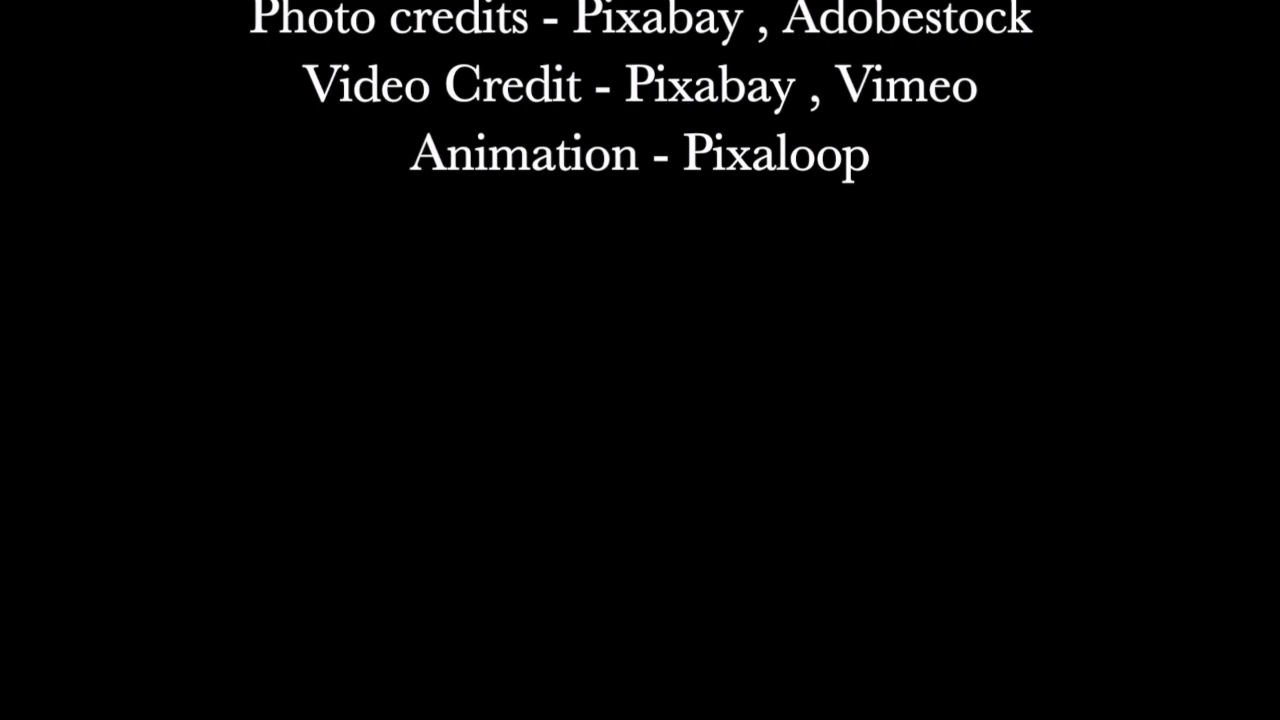 Photo credits - Pixabay , Adobestock
Video Credit - Pixabay , Vimeo
Animation - Pixaloop